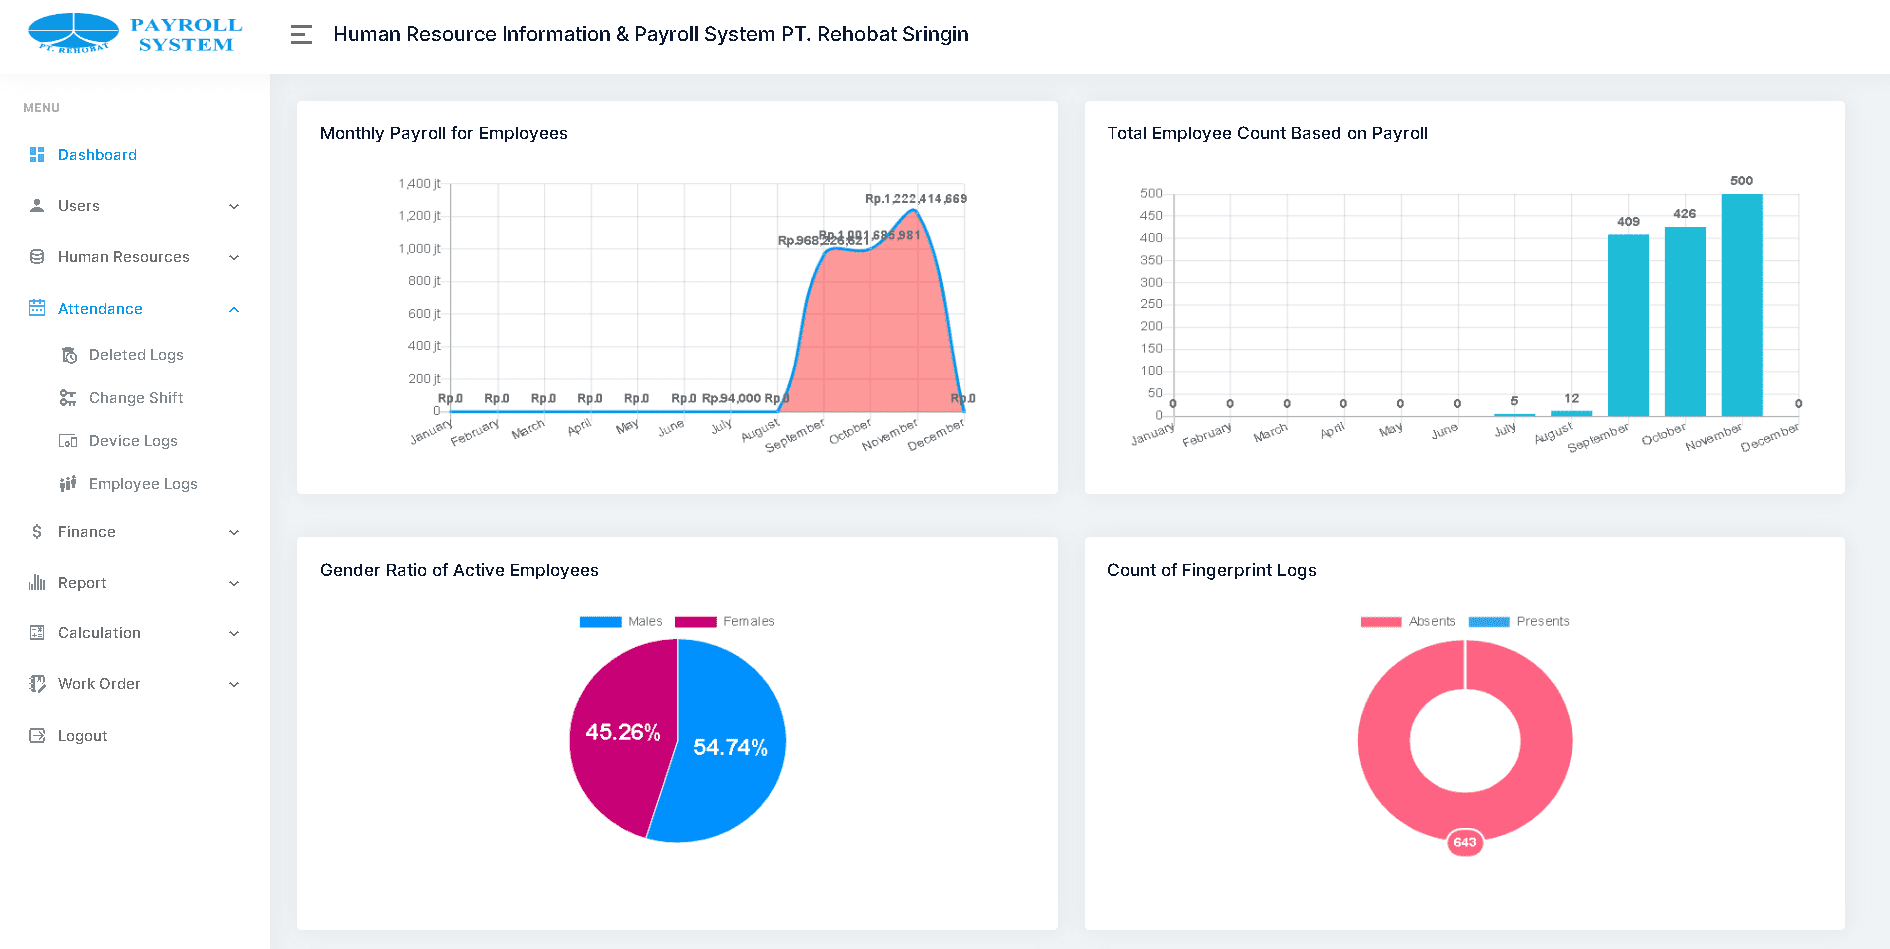 PAYROLL
SYSTEM
PT. REHOBAT
Human Resource Information & Payroll System PT. Rehobat Sringin
MENU
Dashboard
Users
Human Resources
Attendance
Deleted Logs
Change Shift
Device Logs
Employee Logs
Finance
Report
Calculation
Work Order
Logout
Monthly Payroll for Employees
1,400 jt
1,200 jt
1,000 jt
800 jt
600 jt
400 jt
200 jt
0
Rp.1,222,414,669
Rp.968,226,621
Rp.1,001,685,981
Rp.0 Rp.0 Rp.0 Rp.0 Rp.0 Rp.0 Rp.94,000 Rp.0 Rp.0
January February March April May June July August September October November December
Total Employee Count Based on Payroll
500
450
400
350
300
250
200
150
100
50
0
0 0 0 0 0 0 5 12 409 426 500 0
January February March April May June July August September October November December
Gender Ratio of Active Employees
Males Females
45.26%
54.74%
Count of Fingerprint Logs
Absents Presents
643